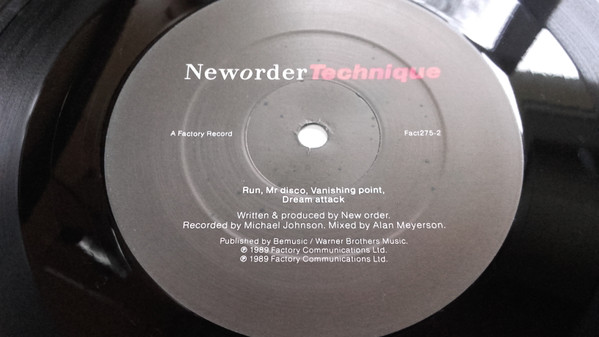 Neworder Technique
A Factory Record Fact275-2
Run, Mr disco, Vanishing point,
Dream attack
Written & produced by New order.
Recorded by Michael Johnson. Mixed by Alan Meyerson.
Published by Bemusic / Warner Brothers Music.
℗ 1989 Factory Communications Ltd.
℗ 1989 Factory Communications Ltd.